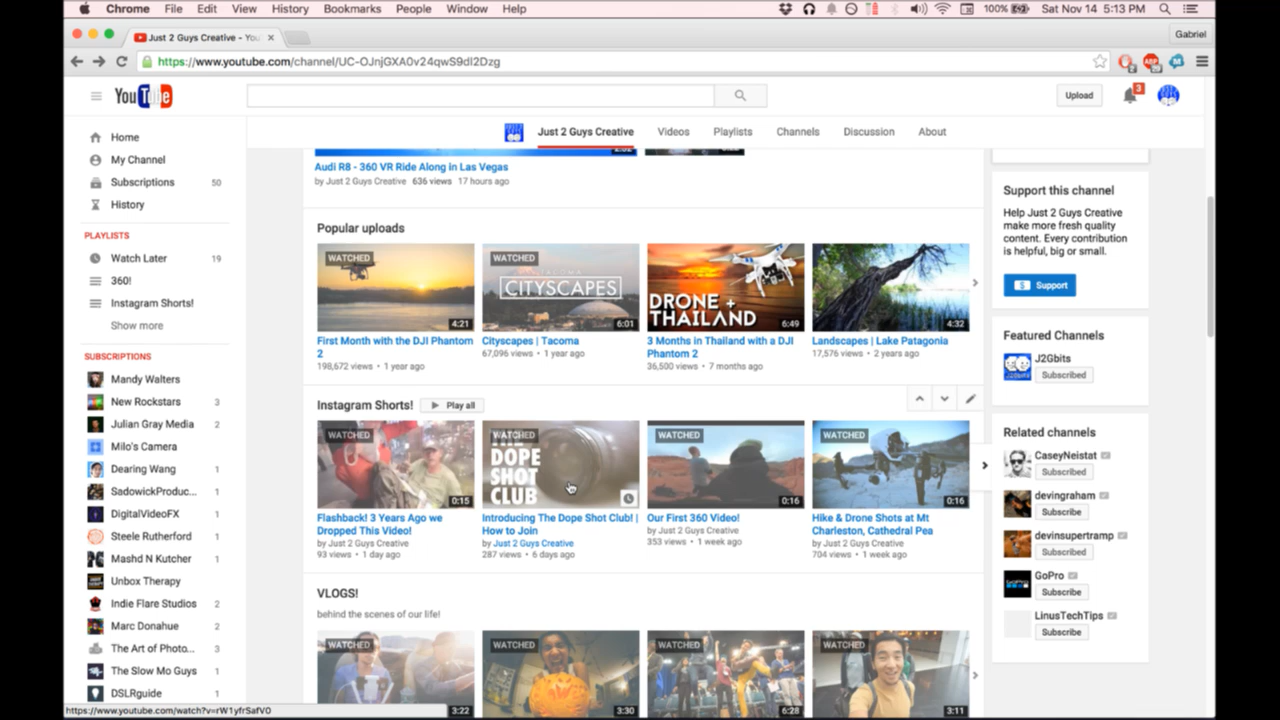 Chrome File Edit View History Bookmarks People Window Help
100% Sat Nov 14 5:13 PM
Just 2 Guys Creative - You
Gabriel
https://www.youtube.com/channel/UC-OJnjGXA0v24qwS9dI2Dzg
YouTube
Upload
3
Just 2 Guys Creative Videos Playlists Channels Discussion About
Home
My Channel
Subscriptions 50
History
PLAYLISTS
Watch Later 19
360!
Instagram Shorts!
Show more
SUBSCRIPTIONS
Mandy Walters
New Rockstars 3
Julian Gray Media 2
Milo's Camera
Dearing Wang 1
SadowickProduc... 1
DigitalVideoFX 1
Steele Rutherford 1
Mashd N Kutcher 1
Unbox Therapy
Indie Flare Studios 2
Marc Donahue 2
The Art of Photo... 3
The Slow Mo Guys 1
DSLRguide 1
Audi R8 - 360 VR Ride Along in Las Vegas
by Just 2 Guys Creative 636 views 17 hours ago
Popular uploads
WATCHED
4:21
First Month with the DJI Phantom
2
198,672 views • 1 year ago
WATCHED
TACOMA
CITYSCAPES
6:01
Cityscapes | Tacoma
67,096 views • 1 year ago
DRONE +
THAILAND
6:49
3 Months in Thailand with a DJI
Phantom 2
36,500 views • 7 months ago
4:32
Landscapes | Lake Patagonia
17,576 views • 2 years ago
Instagram Shorts! Play all
WATCHED
0:15
Flashback! 3 Years Ago we
Dropped This Video!
by Just 2 Guys Creative
93 views • 1 day ago
WATCHED
THE
DOPE
SHOT
CLUB
Introducing The Dope Shot Club! |
How to Join
by Just 2 Guys Creative
287 views • 6 days ago
WATCHED
0:16
Our First 360 Video!
by Just 2 Guys Creative
353 views • 1 week ago
WATCHED
0:16
Hike & Drone Shots at Mt
Charleston, Cathedral Pea
by Just 2 Guys Creative
704 views • 1 week ago
VLOGS!
behind the scenes of our life!
WATCHED
3:22
WATCHED
3:30
WATCHED
6:28
WATCHED
3:11
Support this channel
Help Just 2 Guys Creative
make more fresh quality
content. Every contribution
is helpful, big or small.
Support
Featured Channels
J2Gbits
Subscribed
Related channels
CaseyNeistat
Subscribed
devingraham
Subscribe
devinsupertramp
Subscribed
GoPro
Subscribe
LinusTechTips
Subscribe
https://www.youtube.com/watch?v=rW1yfrSafV0